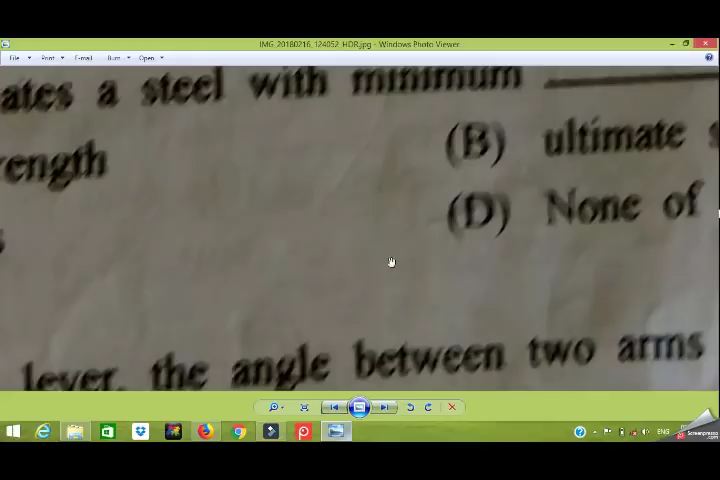 IMG_20180216_124052_HDR.jpg - Windows Photo Viewer
File Print E-mail Burn Open
ates a steel with minimum
rength (B) ultimate s
s (D) None of
lever, the angle between two arms
ENG
Screenpresso